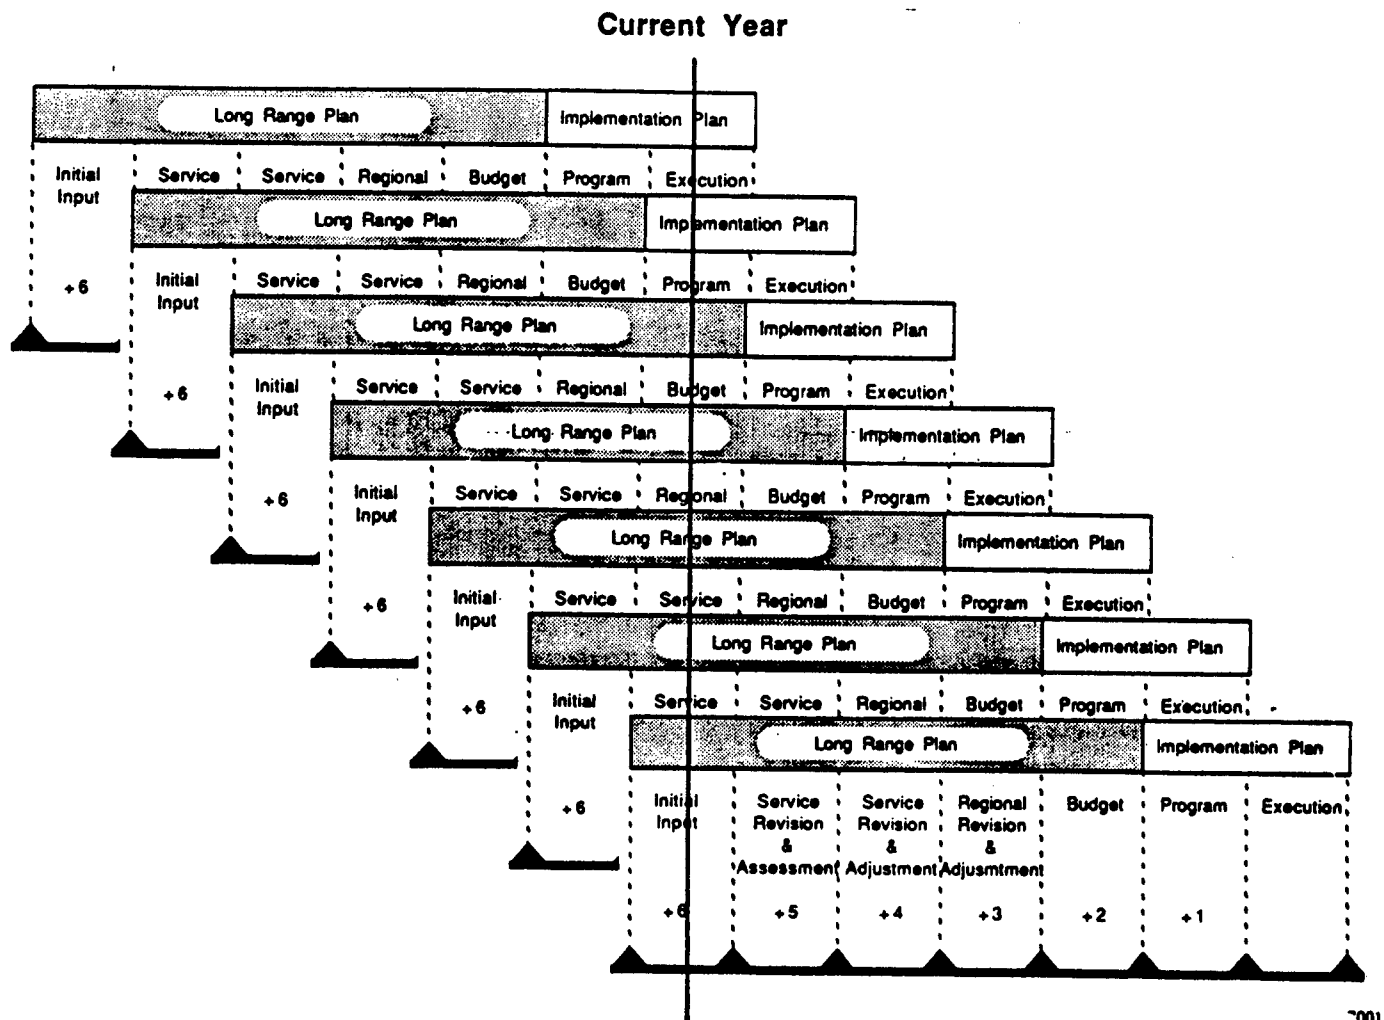 Current Year
Long Range Plan Implementation Plan
Initial Service Service Regional Budget Program Execution
Input
Long Range Plan Implementation Plan
+6 Initial Service Service Regional Budget Program Execution
Input
Long Range Plan Implementation Plan
+6 Initial Service Service Regional Budget Program Execution
Input
Long Range Plan Implementation Plan
+6 Initial Service Service Regional Budget Program Execution
Input
Long Range Plan Implementation Plan
+6 Initial Service Service Regional Budget Program Execution
Input
Long Range Plan Implementation Plan
+6 Initial Service Service Regional Budget Program Execution
Input
Long Range Plan Implementation Plan
+6 Initial Service Service Regional Budget Program Execution
Input Revision Revision Revision
& & &
Assessment Adjustment Adjusmtment
+6 +5 +4 +3 +2 +1